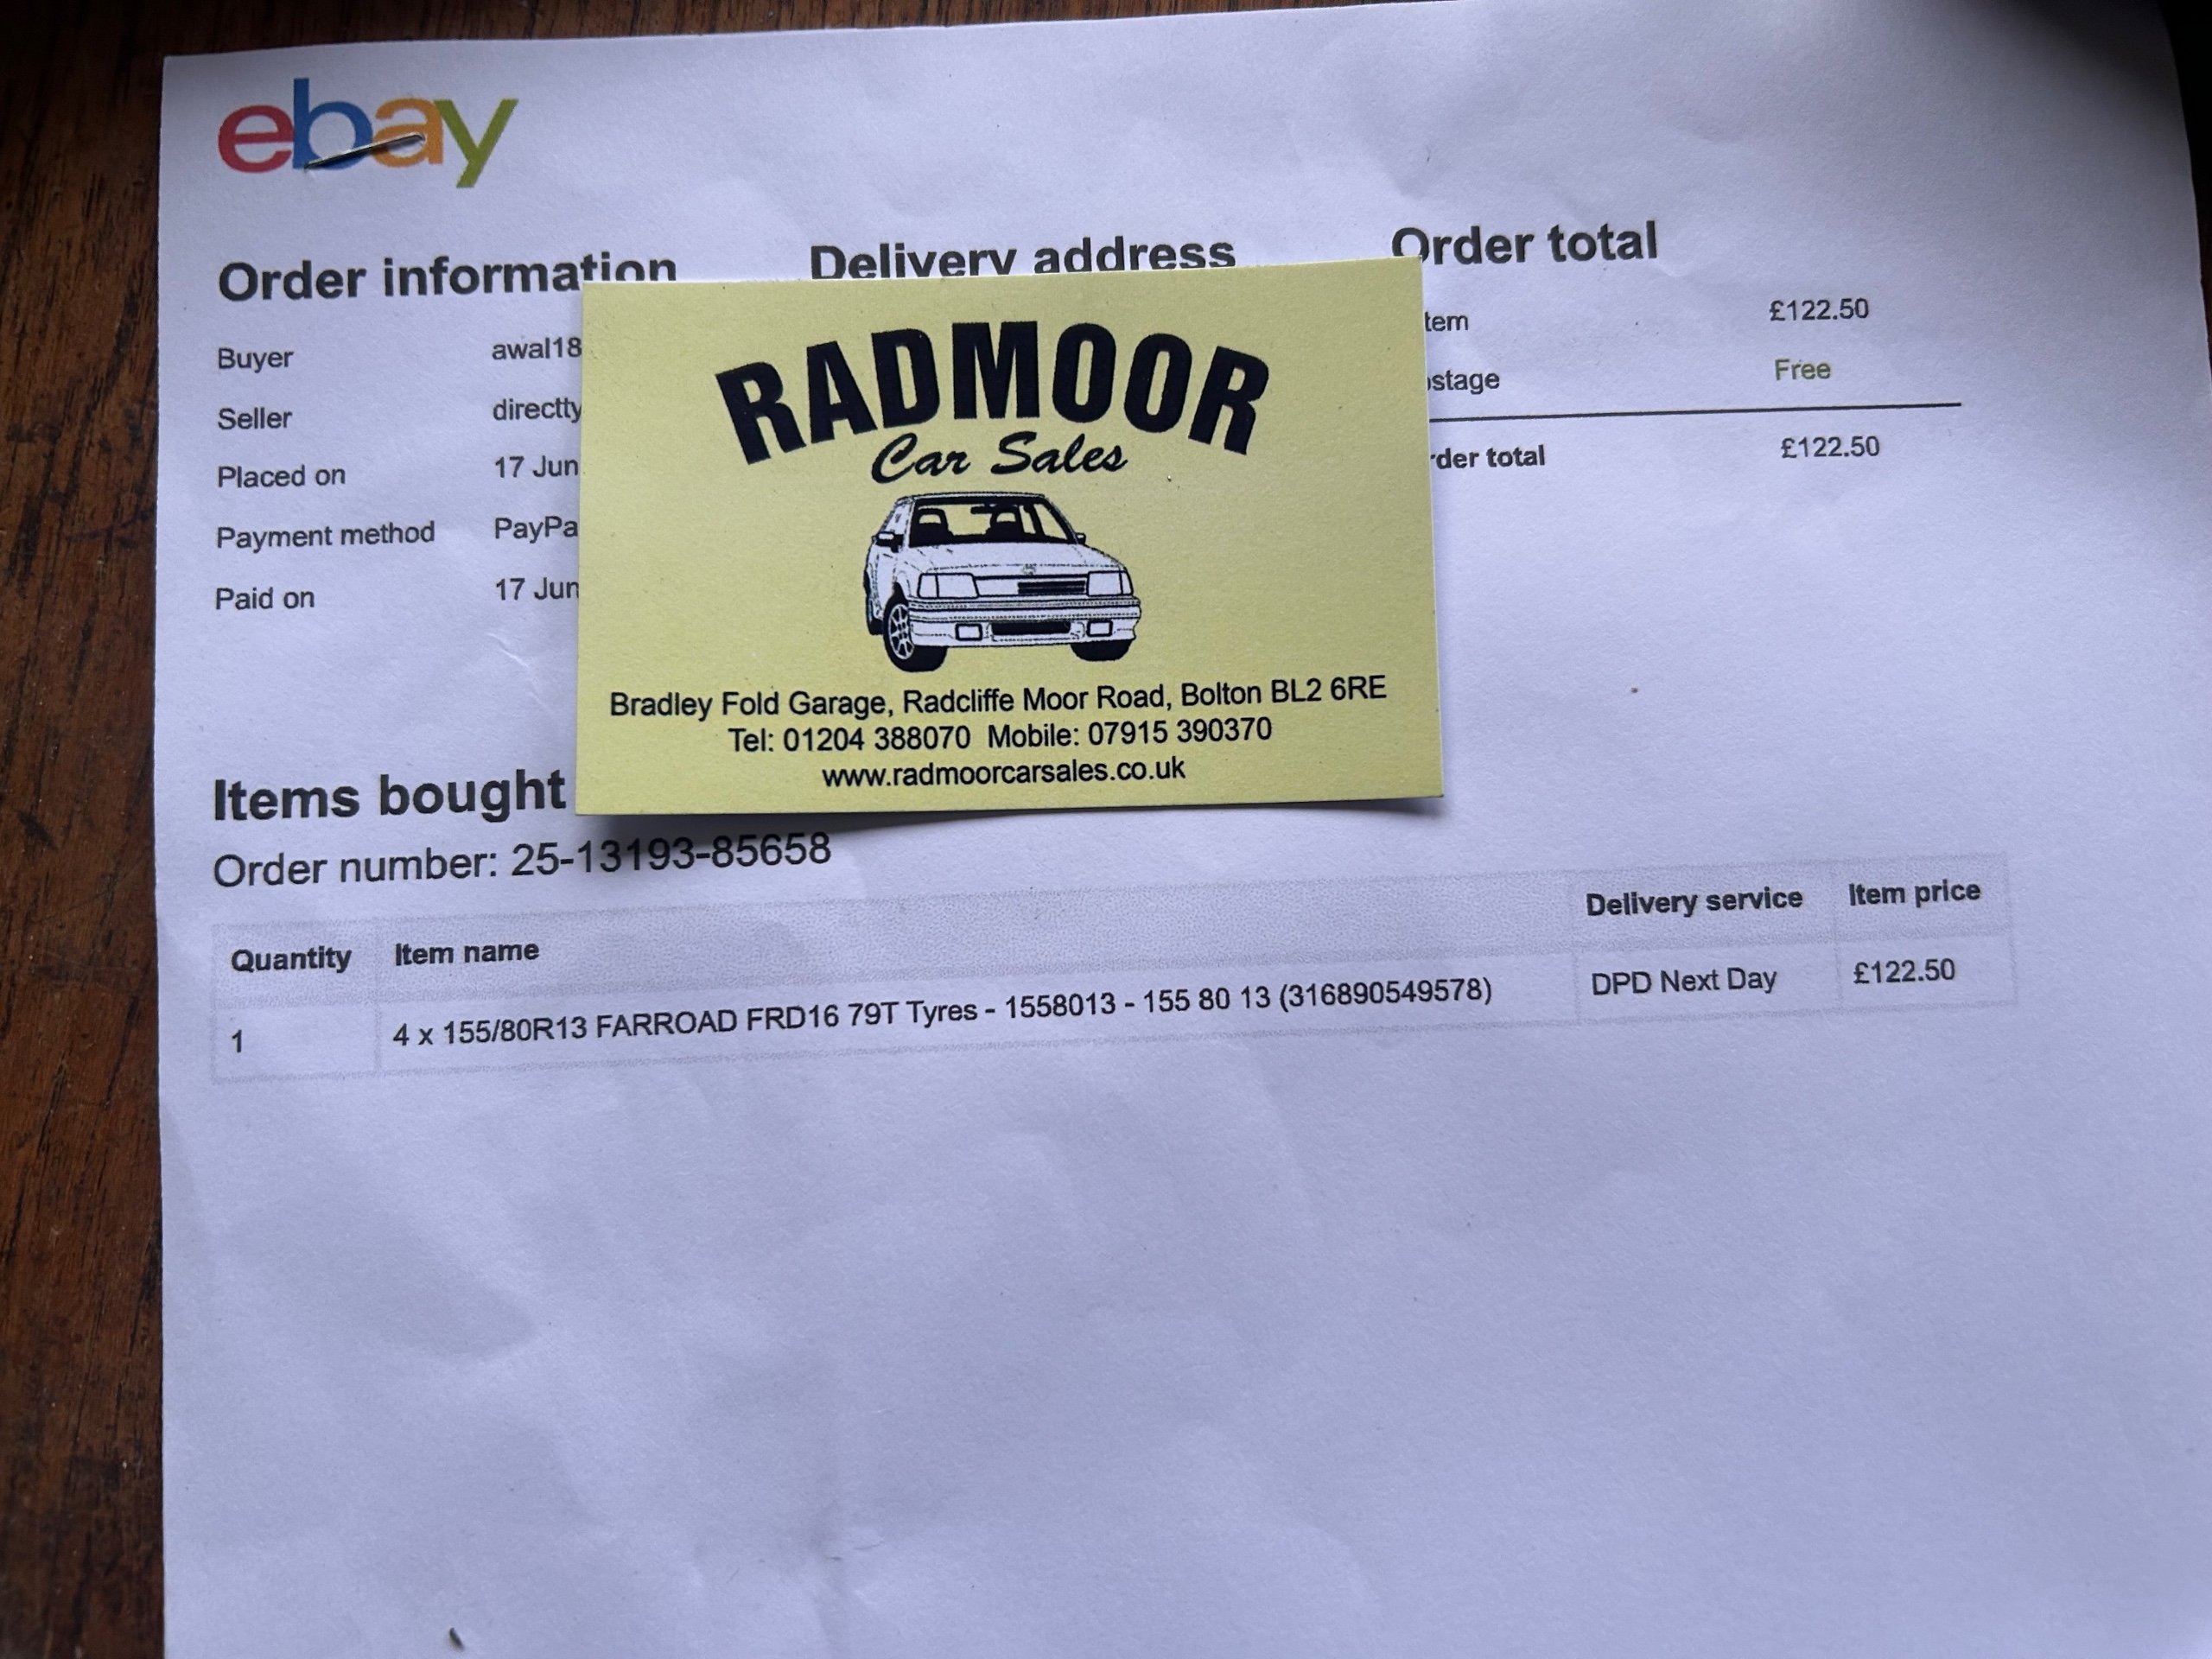 ebay
Order information
Buyer awal18
Seller directty
Placed on 17 Jun
Payment method PayPa
Paid on 17 Jun
Delivery address
Order total
tem £122.50
stage Free
der total £122.50
RADMOOR
Car Sales
Bradley Fold Garage, Radcliffe Moor Road, Bolton BL2 6RE
Tel: 01204 388070 Mobile: 07915 390370
www.radmoorcarsales.co.uk
Items bought
Order number: 25-13193-85658
Quantity Item name Delivery service Item price
1 4 x 155/80R13 FARROAD FRD16 79T Tyres - 1558013 - 155 80 13 (316890549578) DPD Next Day £122.50